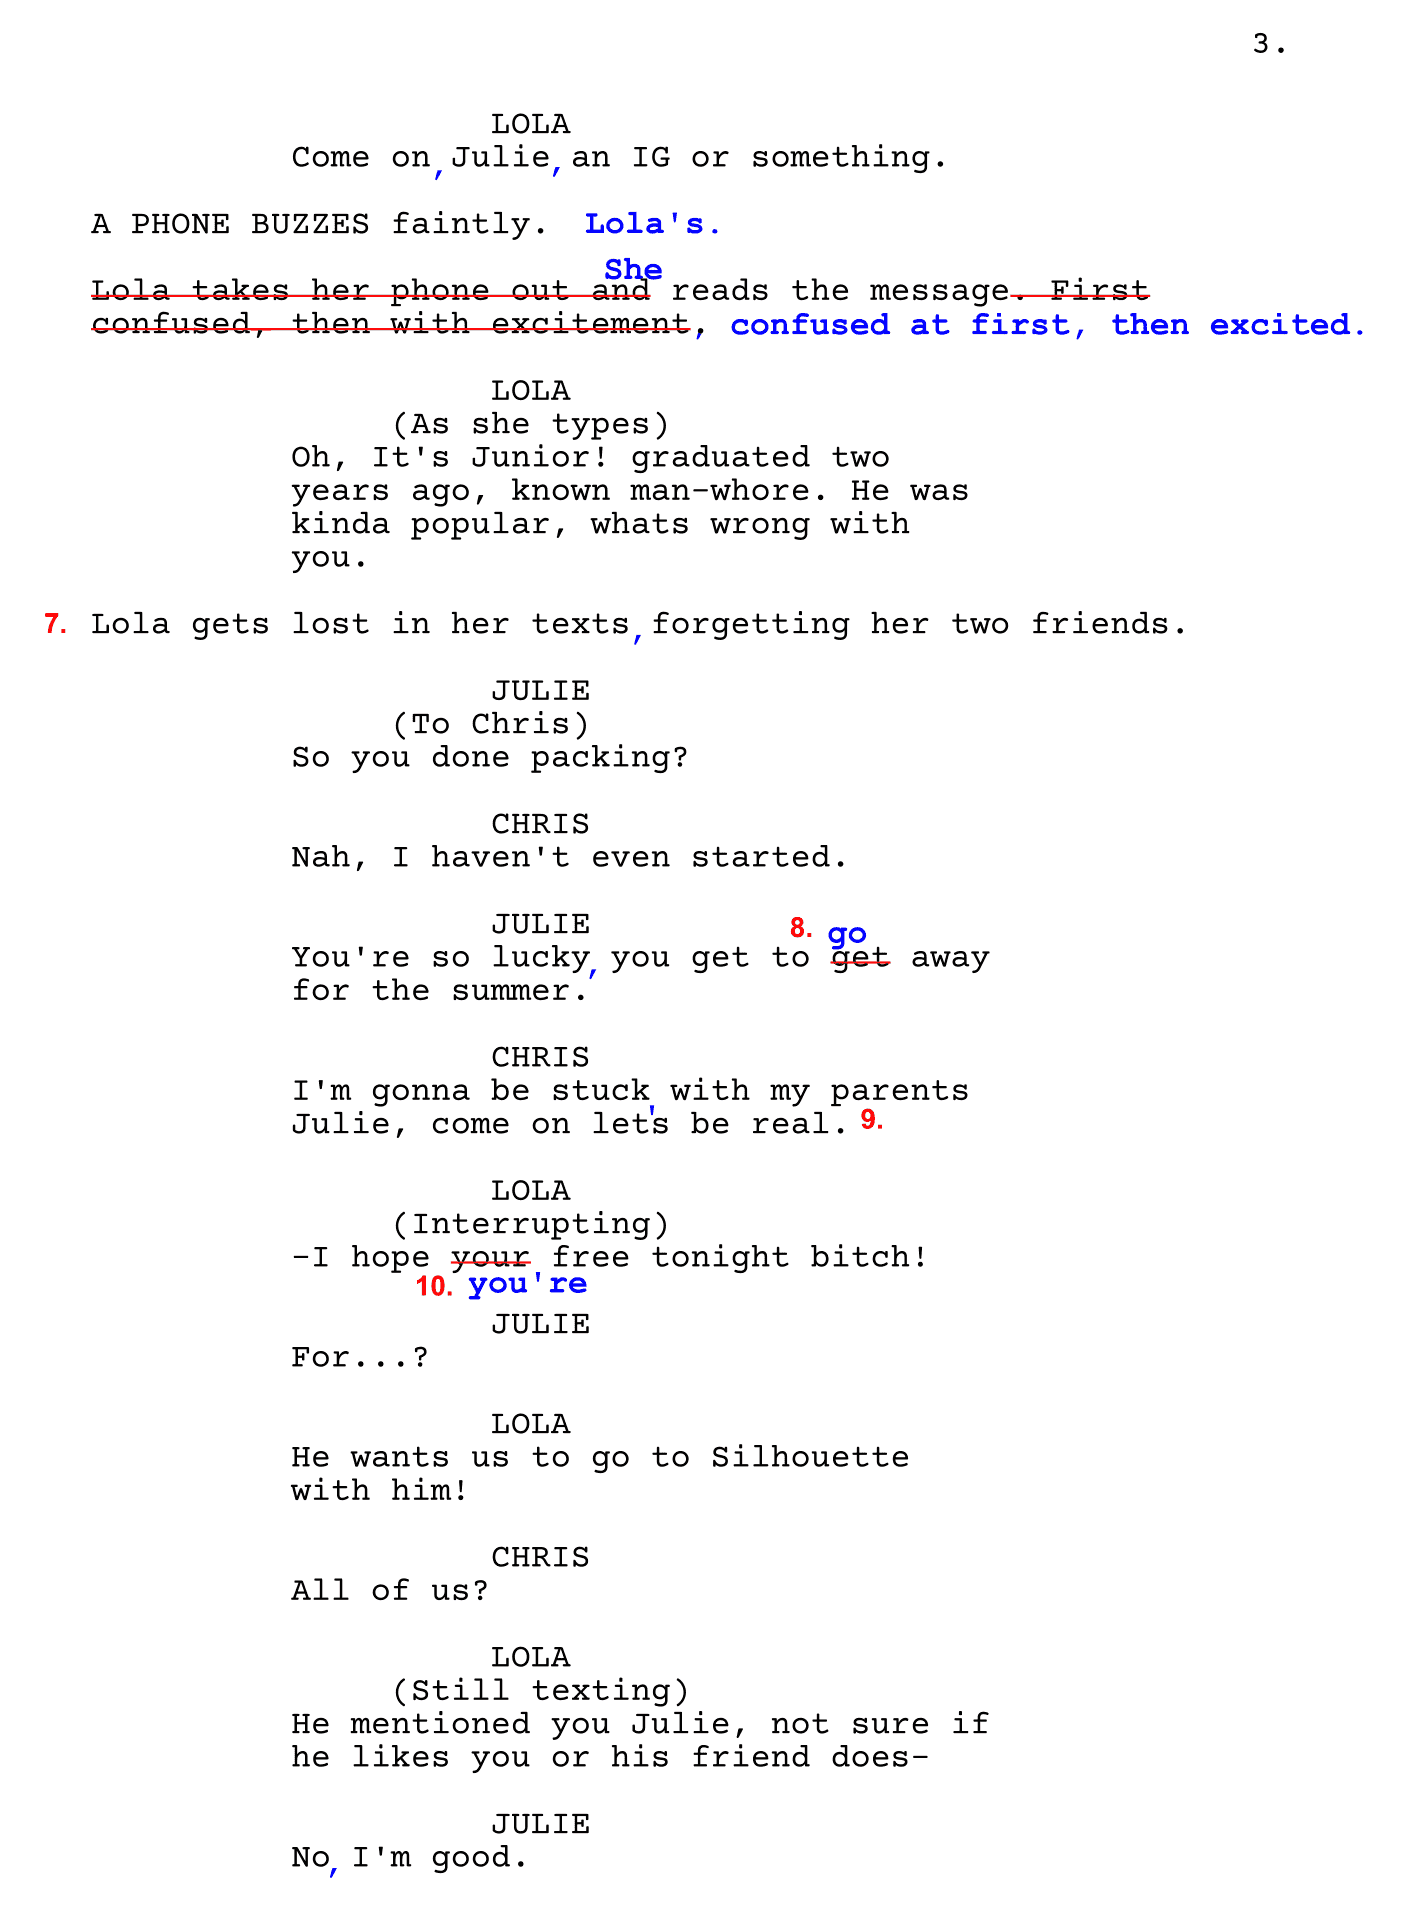 3.
LOLA
Come on, Julie, an IG or something.
A PHONE BUZZES faintly. Lola's.
She
Lola takes her phone out and reads the message. First
confused, then with excitement, confused at first, then excited.
LOLA
(As she types)
Oh, It's Junior! graduated two
years ago, known man-whore. He was
kinda popular, whats wrong with
you.
7. Lola gets lost in her texts, forgetting her two friends.
JULIE
(To Chris)
So you done packing?
CHRIS
Nah, I haven't even started.
JULIE 8. go
You're so lucky, you get to get away
for the summer.
CHRIS
I'm gonna be stuck with my parents
Julie, come on let's be real. 9.
LOLA
(Interrupting)
-I hope your free tonight bitch!
10. you're
JULIE
For...?
LOLA
He wants us to go to Silhouette
with him!
CHRIS
All of us?
LOLA
(Still texting)
He mentioned you Julie, not sure if
he likes you or his friend does-
JULIE
No, I'm good.